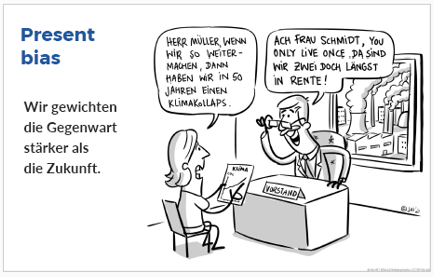 Present
bias
Wir gewichten
die Gegenwart
stärker als
die Zukunft.
HERR MÜLLER, WENN
WIR SO WEITER-
MACHEN, DANN
HABEN WIR IN 50
JAHREN EINEN
KLIMAKOLLAPS.
ACH FRAU SCHMIDT, YOU
ONLY LIVE ONCE. DA SIND
WIR ZWEI DOCH LÄNGST
IN RENTE!
KLIMA
VORSTAND